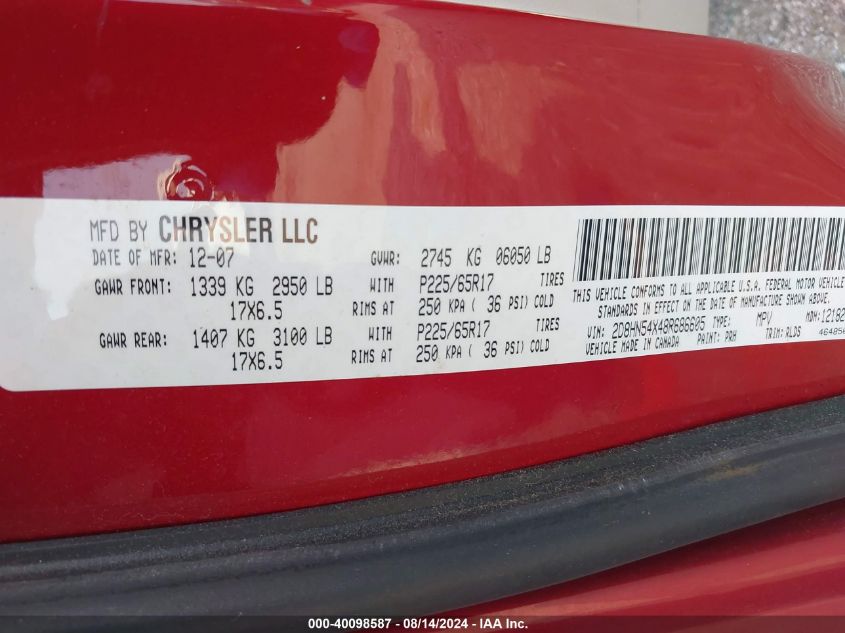 MFD BY CHRYSLER LLC
DATE OF MFR: 12-07 GVWR: 2745 KG 06050 LB
GAWR FRONT: 1339 KG 2950 LB WITH P225/65R17 TIRES
17X6.5 RIMS AT 250 KPA ( 36 PSI) COLD
GAWR REAR: 1407 KG 3100 LB WITH P225/65R17 TIRES
17X6.5 RIMS AT 250 KPA ( 36 PSI) COLD
THIS VEHICLE CONFORMS TO ALL APPLICABLE U.S.A. FEDERAL MOTOR VEHICLE
STANDARDS IN EFFECT ON THE DATE OF MANUFACTURE SHOWN ABOVE.
VIN: 2D8HN54X48R686605 TYPE: MPV MDH: 12182
VEHICLE MADE IN CANADA PAINT: PRH TRIM: RLDS
#40098587 - 08/14/2024 - IAA Inc.